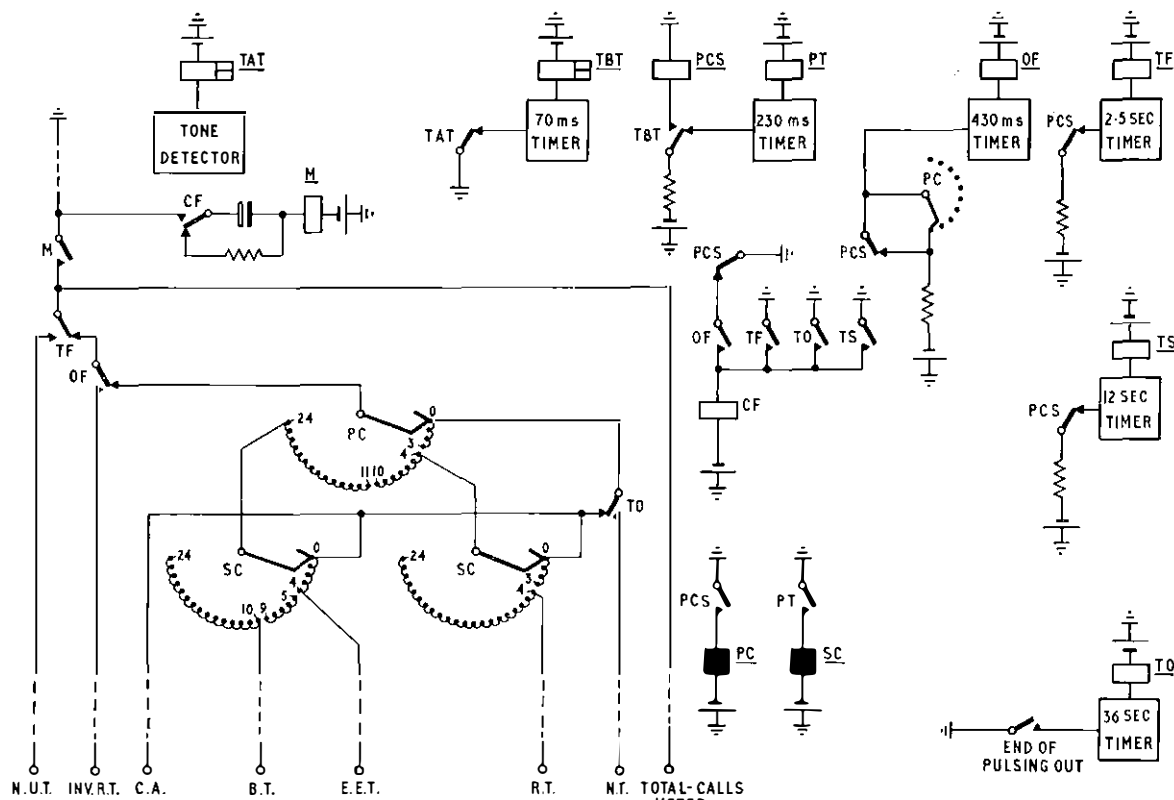 TAT
TBT
PCS
PT
OF
TF
TONE
DETECTOR
70 ms
TIMER
230 ms
TIMER
430 ms
TIMER
2·5 SEC
TIMER
TAT
TBT
PCS
PC
PCS
CF
M
M
PCS
OF
TF
TO
TS
CF
TS
12 SEC
TIMER
PCS
TF
OF
PC
24
0
3
4
11 10
TO
SC
24
0
4
5
9
10
SC
24
0
3
4
PCS
PT
PC
SC
TO
36 SEC
TIMER
END OF
PULSING OUT
N.U.T.
INV.R.T.
C.A.
B.T.
E.E.T.
R.T.
N.T.
TOTAL-CALLS